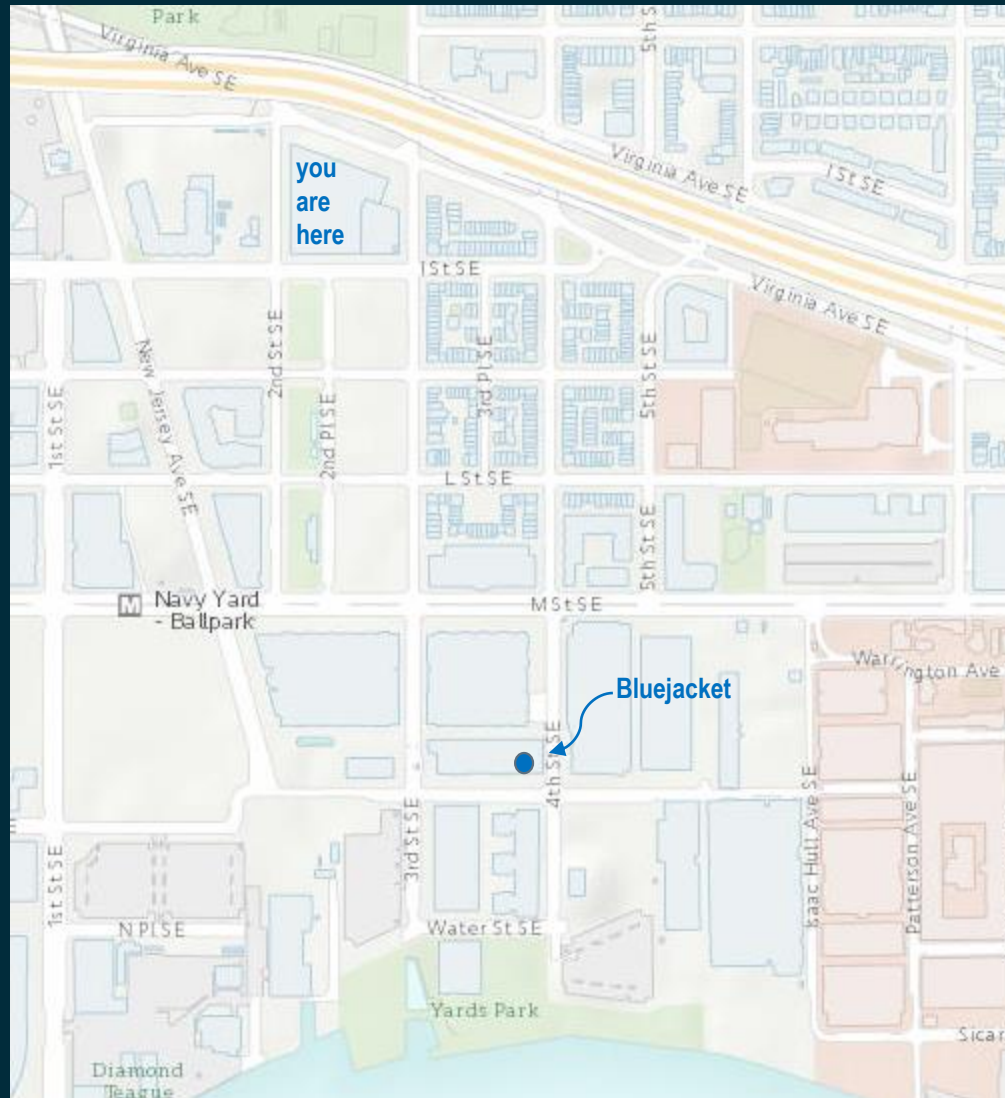 Park
Virginia Ave SE
5th S
you
are
here
Virginia Ave SE
I St SE
I St SE
Virginia Ave SE
2nd St SE
New Jersey Ave SE
3rd Pl SE
5th St SE
1st St SE
2nd Pl SE
L St SE
5th St SE
M
Navy Yard
- Ballpark
M St SE
Warrington Ave
Bluejacket
4th St SE
3rd St SE
Isaac Hull Ave SE
Patterson Ave SE
1st St SE
N Pl SE
Water St SE
Yards Park
Sicar
Diamond
Teague